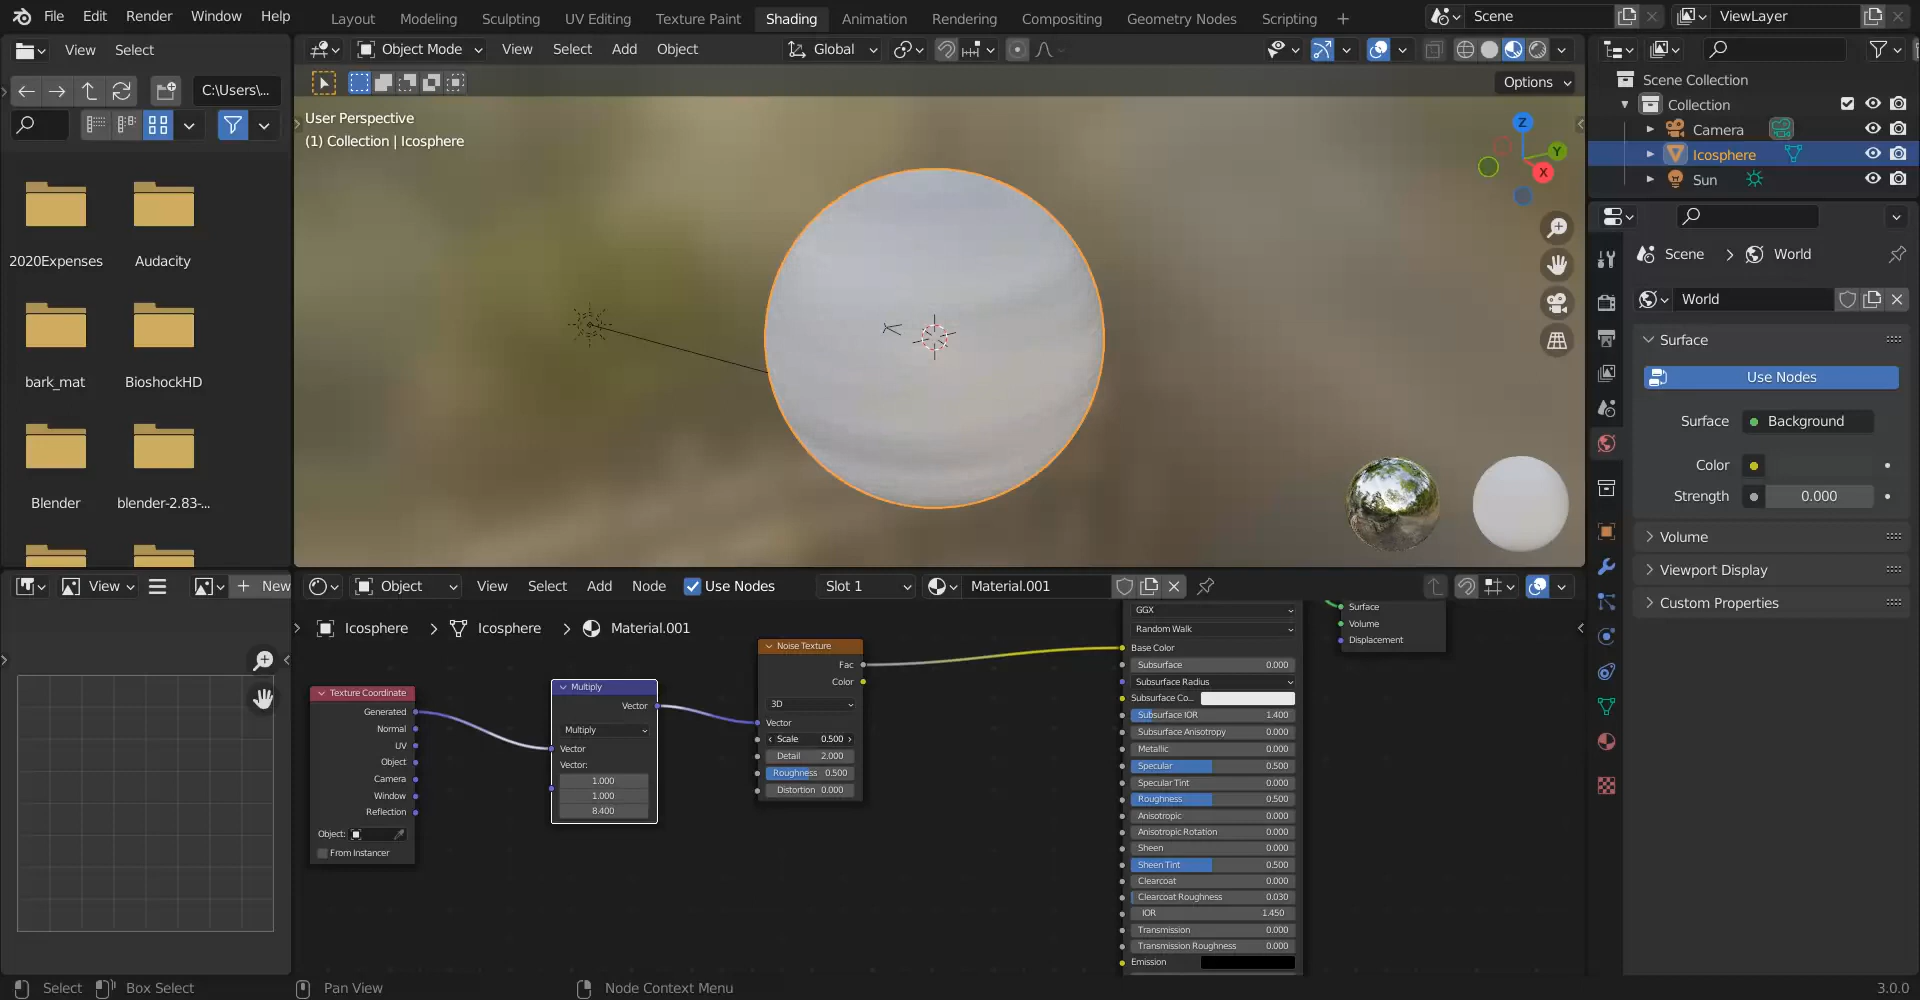 File Edit Render Window Help Layout Modeling Sculpting UV Editing Texture Paint Shading Animation Rendering Compositing Geometry Nodes Scripting + Scene ViewLayer
View Select
Object Mode View Select Add Object Global
C:\Users\...
Options
User Perspective
(1) Collection | Icosphere
Z
Y
X
2020Expenses Audacity
bark_mat BioshockHD
Blender blender-2.83-...
Scene Collection
Collection
Camera
Icosphere
Sun
Scene > World
World
Surface
Use Nodes
Surface Background
Color
Strength 0.000
Volume
Viewport Display
Custom Properties
View + New
Object View Select Add Node Use Nodes Slot 1 Material.001
Icosphere > Icosphere > Material.001
Texture Coordinate
Generated
Normal
UV
Object
Camera
Window
Reflection
Object:
From Instancer
Multiply
Vector
Multiply
Vector
Vector:
1.000
1.000
8.400
Noise Texture
Fac
Color
3D
Vector
Scale 0.500
Detail 2.000
Roughness 0.500
Distortion 0.000
GGX
Random Walk
Base Color
Subsurface 0.000
Subsurface Radius
Subsurface Co...
Subsurface IOR 1.400
Subsurface Anisotropy 0.000
Metallic 0.000
Specular 0.500
Specular Tint 0.000
Roughness 0.500
Anisotropic 0.000
Anisotropic Rotation 0.000
Sheen 0.000
Sheen Tint 0.500
Clearcoat 0.000
Clearcoat Roughness 0.030
IOR 1.450
Transmission 0.000
Transmission Roughness 0.000
Emission
Surface
Volume
Displacement
Select Box Select Pan View Node Context Menu 3.0.0